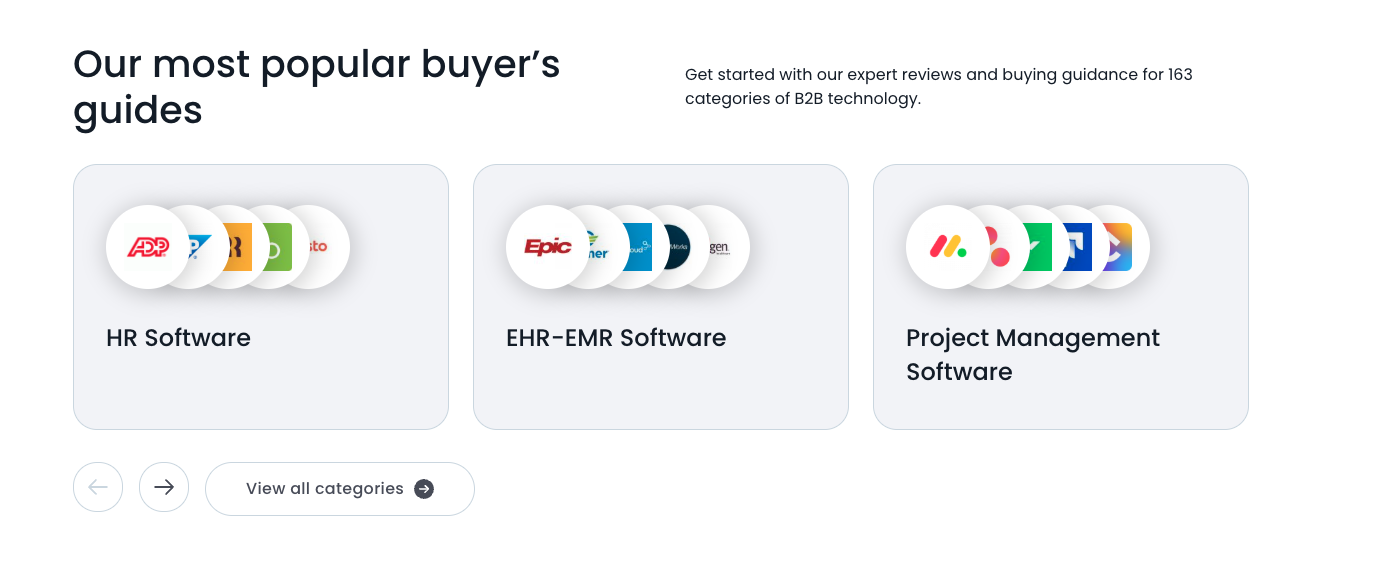 Our most popular buyer’s
guides
Get started with our expert reviews and buying guidance for 163
categories of B2B technology.
ADP
Epic
gen.
HR Software
EHR-EMR Software
Project Management
Software
View all categories